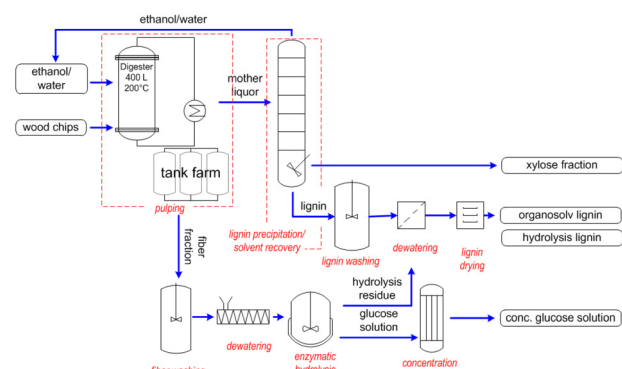 ethanol/water
Digester
400 L
200°C
ethanol/
water
mother
liquor
wood chips
tank farm
pulping
xylose fraction
lignin
lignin precipitation/
solvent recovery
organosolv lignin
hydrolysis lignin
lignin washing
dewatering
lignin
drying
fiber
fraction
hydrolysis
residue
glucose
solution
conc. glucose solution
dewatering
enzymatic
hydrolysis
concentration